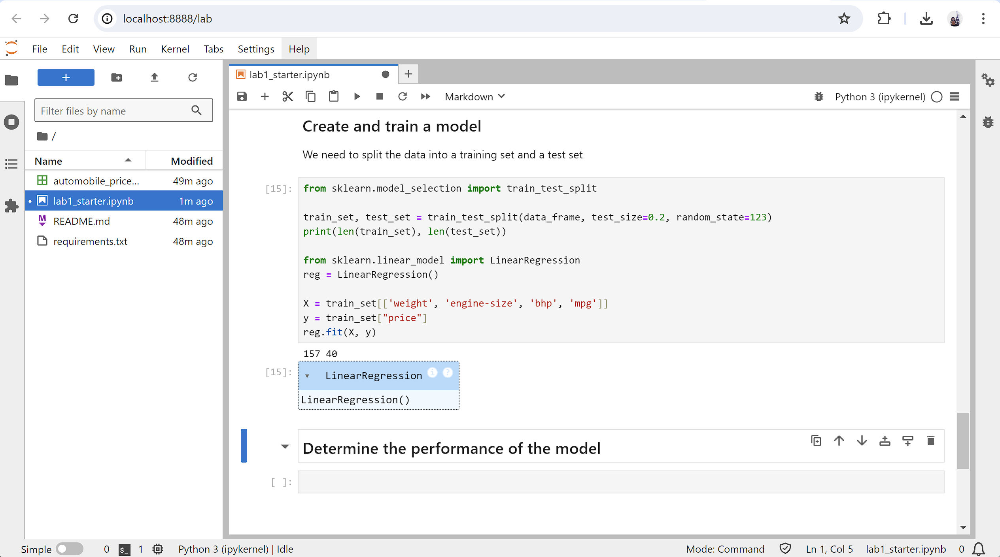 localhost:8888/lab
File Edit View Run Kernel Tabs Settings Help
Filter files by name
/
Name Modified
automobile_price... 49m ago
lab1_starter.ipynb 1m ago
README.md 48m ago
requirements.txt 48m ago
lab1_starter.ipynb
Markdown
Python 3 (ipykernel)
Create and train a model
We need to split the data into a training set and a test set
[15]:
from sklearn.model_selection import train_test_split
train_set, test_set = train_test_split(data_frame, test_size=0.2, random_state=123)
print(len(train_set), len(test_set))
from sklearn.linear_model import LinearRegression
reg = LinearRegression()
X = train_set[['weight', 'engine-size', 'bhp', 'mpg']]
y = train_set["price"]
reg.fit(X, y)
157 40
[15]:
LinearRegression i ?
LinearRegression()
Determine the performance of the model
[ ]:
Simple 0 $_ 1 Python 3 (ipykernel) | Idle Mode: Command Ln 1, Col 5 lab1_starter.ipynb 0